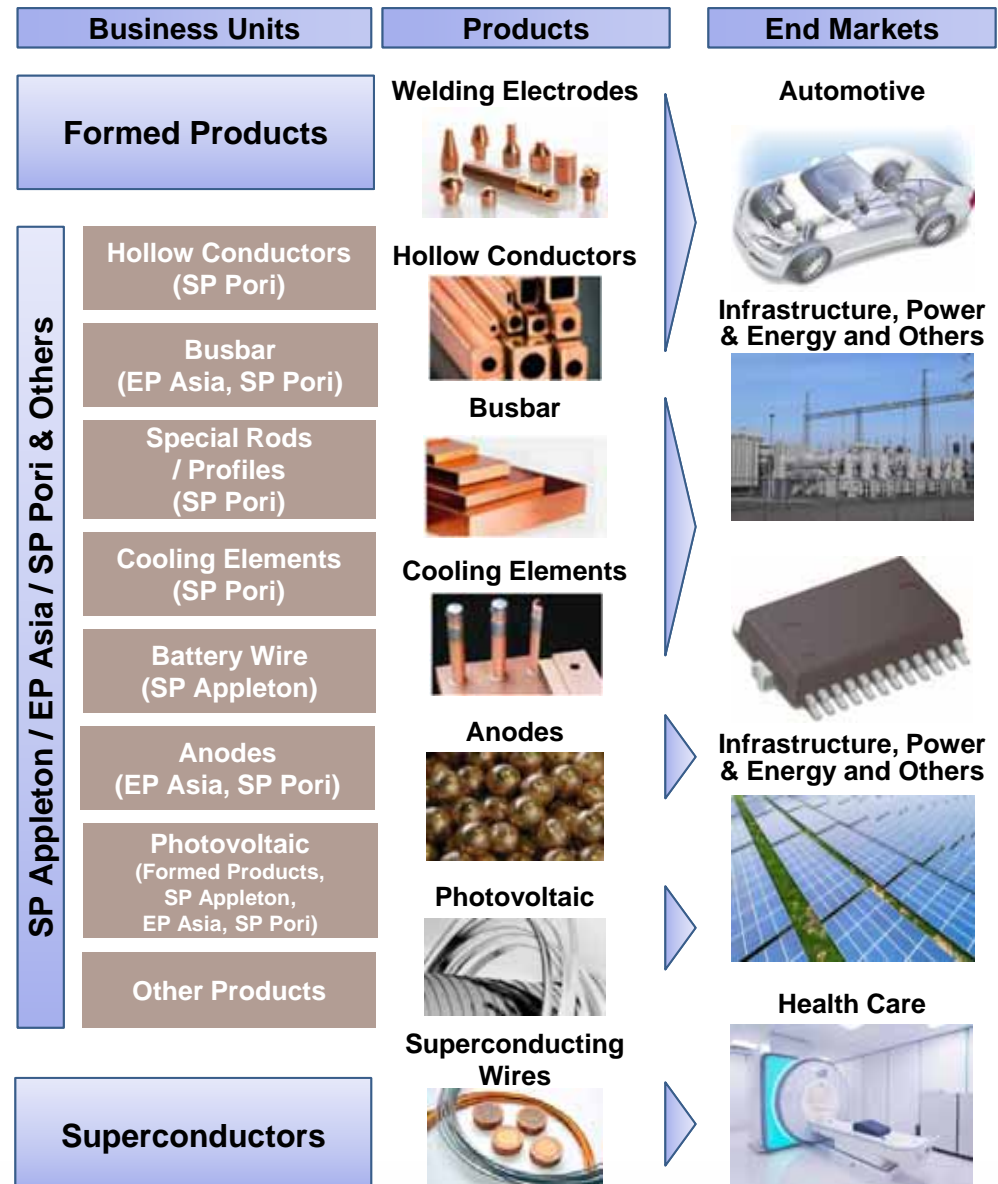 Business Units
Products
End Markets
Formed Products
SP Appleton / EP Asia / SP Pori & Others
Hollow Conductors
(SP Pori)
Busbar
(EP Asia, SP Pori)
Special Rods
/ Profiles
(SP Pori)
Cooling Elements
(SP Pori)
Battery Wire
(SP Appleton)
Anodes
(EP Asia, SP Pori)
Photovoltaic
(Formed Products,
SP Appleton,
EP Asia, SP Pori)
Other Products
Superconductors
Welding Electrodes
Hollow Conductors
Busbar
Cooling Elements
Anodes
Photovoltaic
Superconducting
Wires
Automotive
Infrastructure, Power
& Energy and Others
Infrastructure, Power
& Energy and Others
Health Care